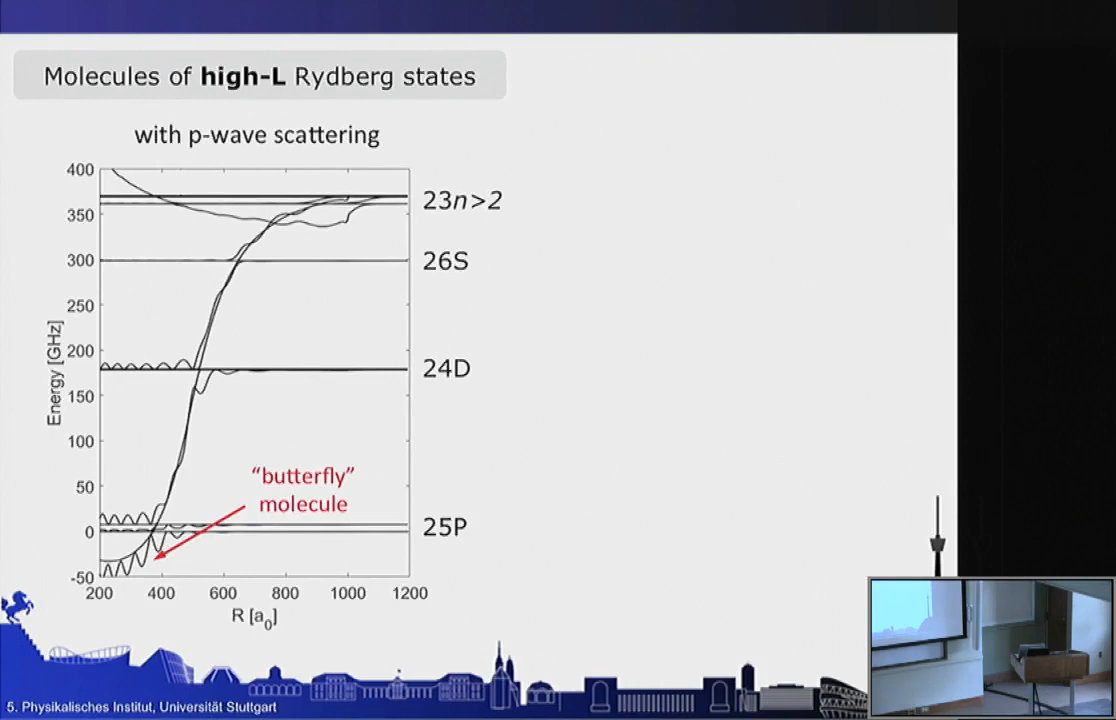 Molecules of high-L Rydberg states
with p-wave scattering
400
350
300
250
200
150
100
50
0
-50
Energy [GHz]
200
400
600
800
1000
1200
R [a0]
23n>2
26S
24D
25P
"butterfly"
molecule
5. Physikalisches Institut, Universität Stuttgart